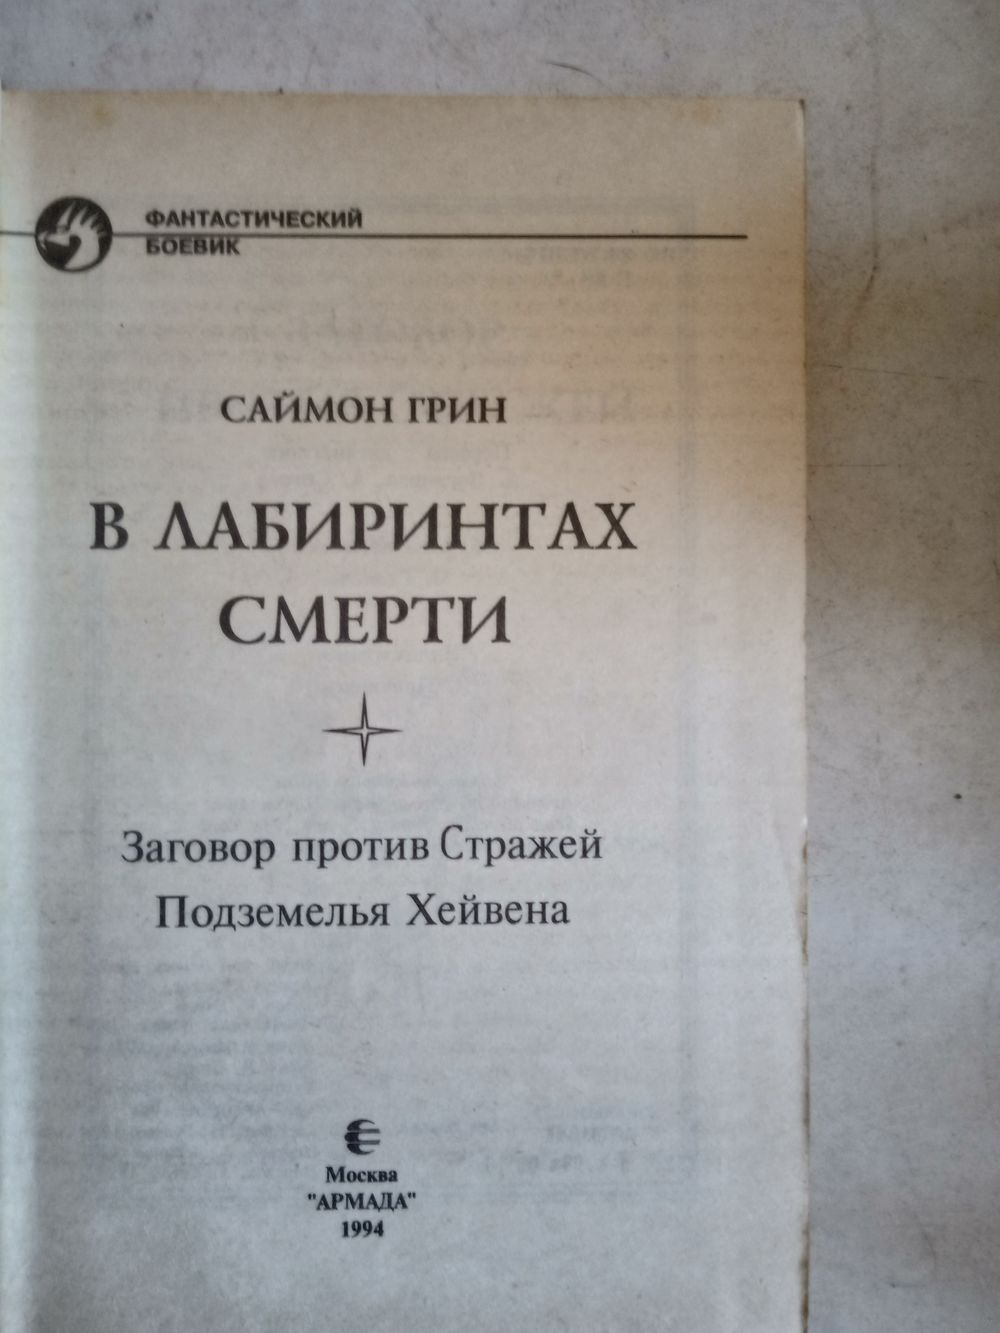 ФАНТАСТИЧЕСКИЙ
БОЕВИК
САЙМОН ГРИН
В ЛАБИРИНТАХ
СМЕРТИ
Заговор против Стражей
Подземелья Хейвена
Москва
"АРМАДА"
1994